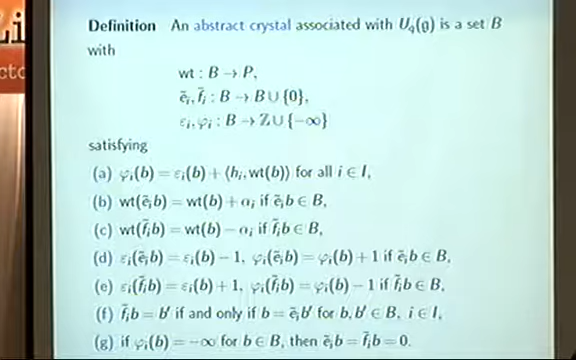 Zi
cto
Definition An abstract crystal associated with U_q(𝔤) is a set B
with
wt : B → P,
ẽ_i, f̃_i : B → B ∪ {0},
ε_i, φ_i : B → ℤ ∪ {−∞}
satisfying
(a) φ_i(b) = ε_i(b) + ⟨h_i, wt(b)⟩ for all i ∈ I,
(b) wt(ẽ_i b) = wt(b) + α_i if ẽ_i b ∈ B,
(c) wt(f̃_i b) = wt(b) − α_i if f̃_i b ∈ B,
(d) ε_i(ẽ_i b) = ε_i(b) − 1, φ_i(ẽ_i b) = φ_i(b) + 1 if ẽ_i b ∈ B,
(e) ε_i(f̃_i b) = ε_i(b) + 1, φ_i(f̃_i b) = φ_i(b) − 1 if f̃_i b ∈ B,
(f) f̃_i b = b′ if and only if b = ẽ_i b′ for b, b′ ∈ B, i ∈ I,
(g) if φ_i(b) = −∞ for b ∈ B, then ẽ_i b = f̃_i b = 0.